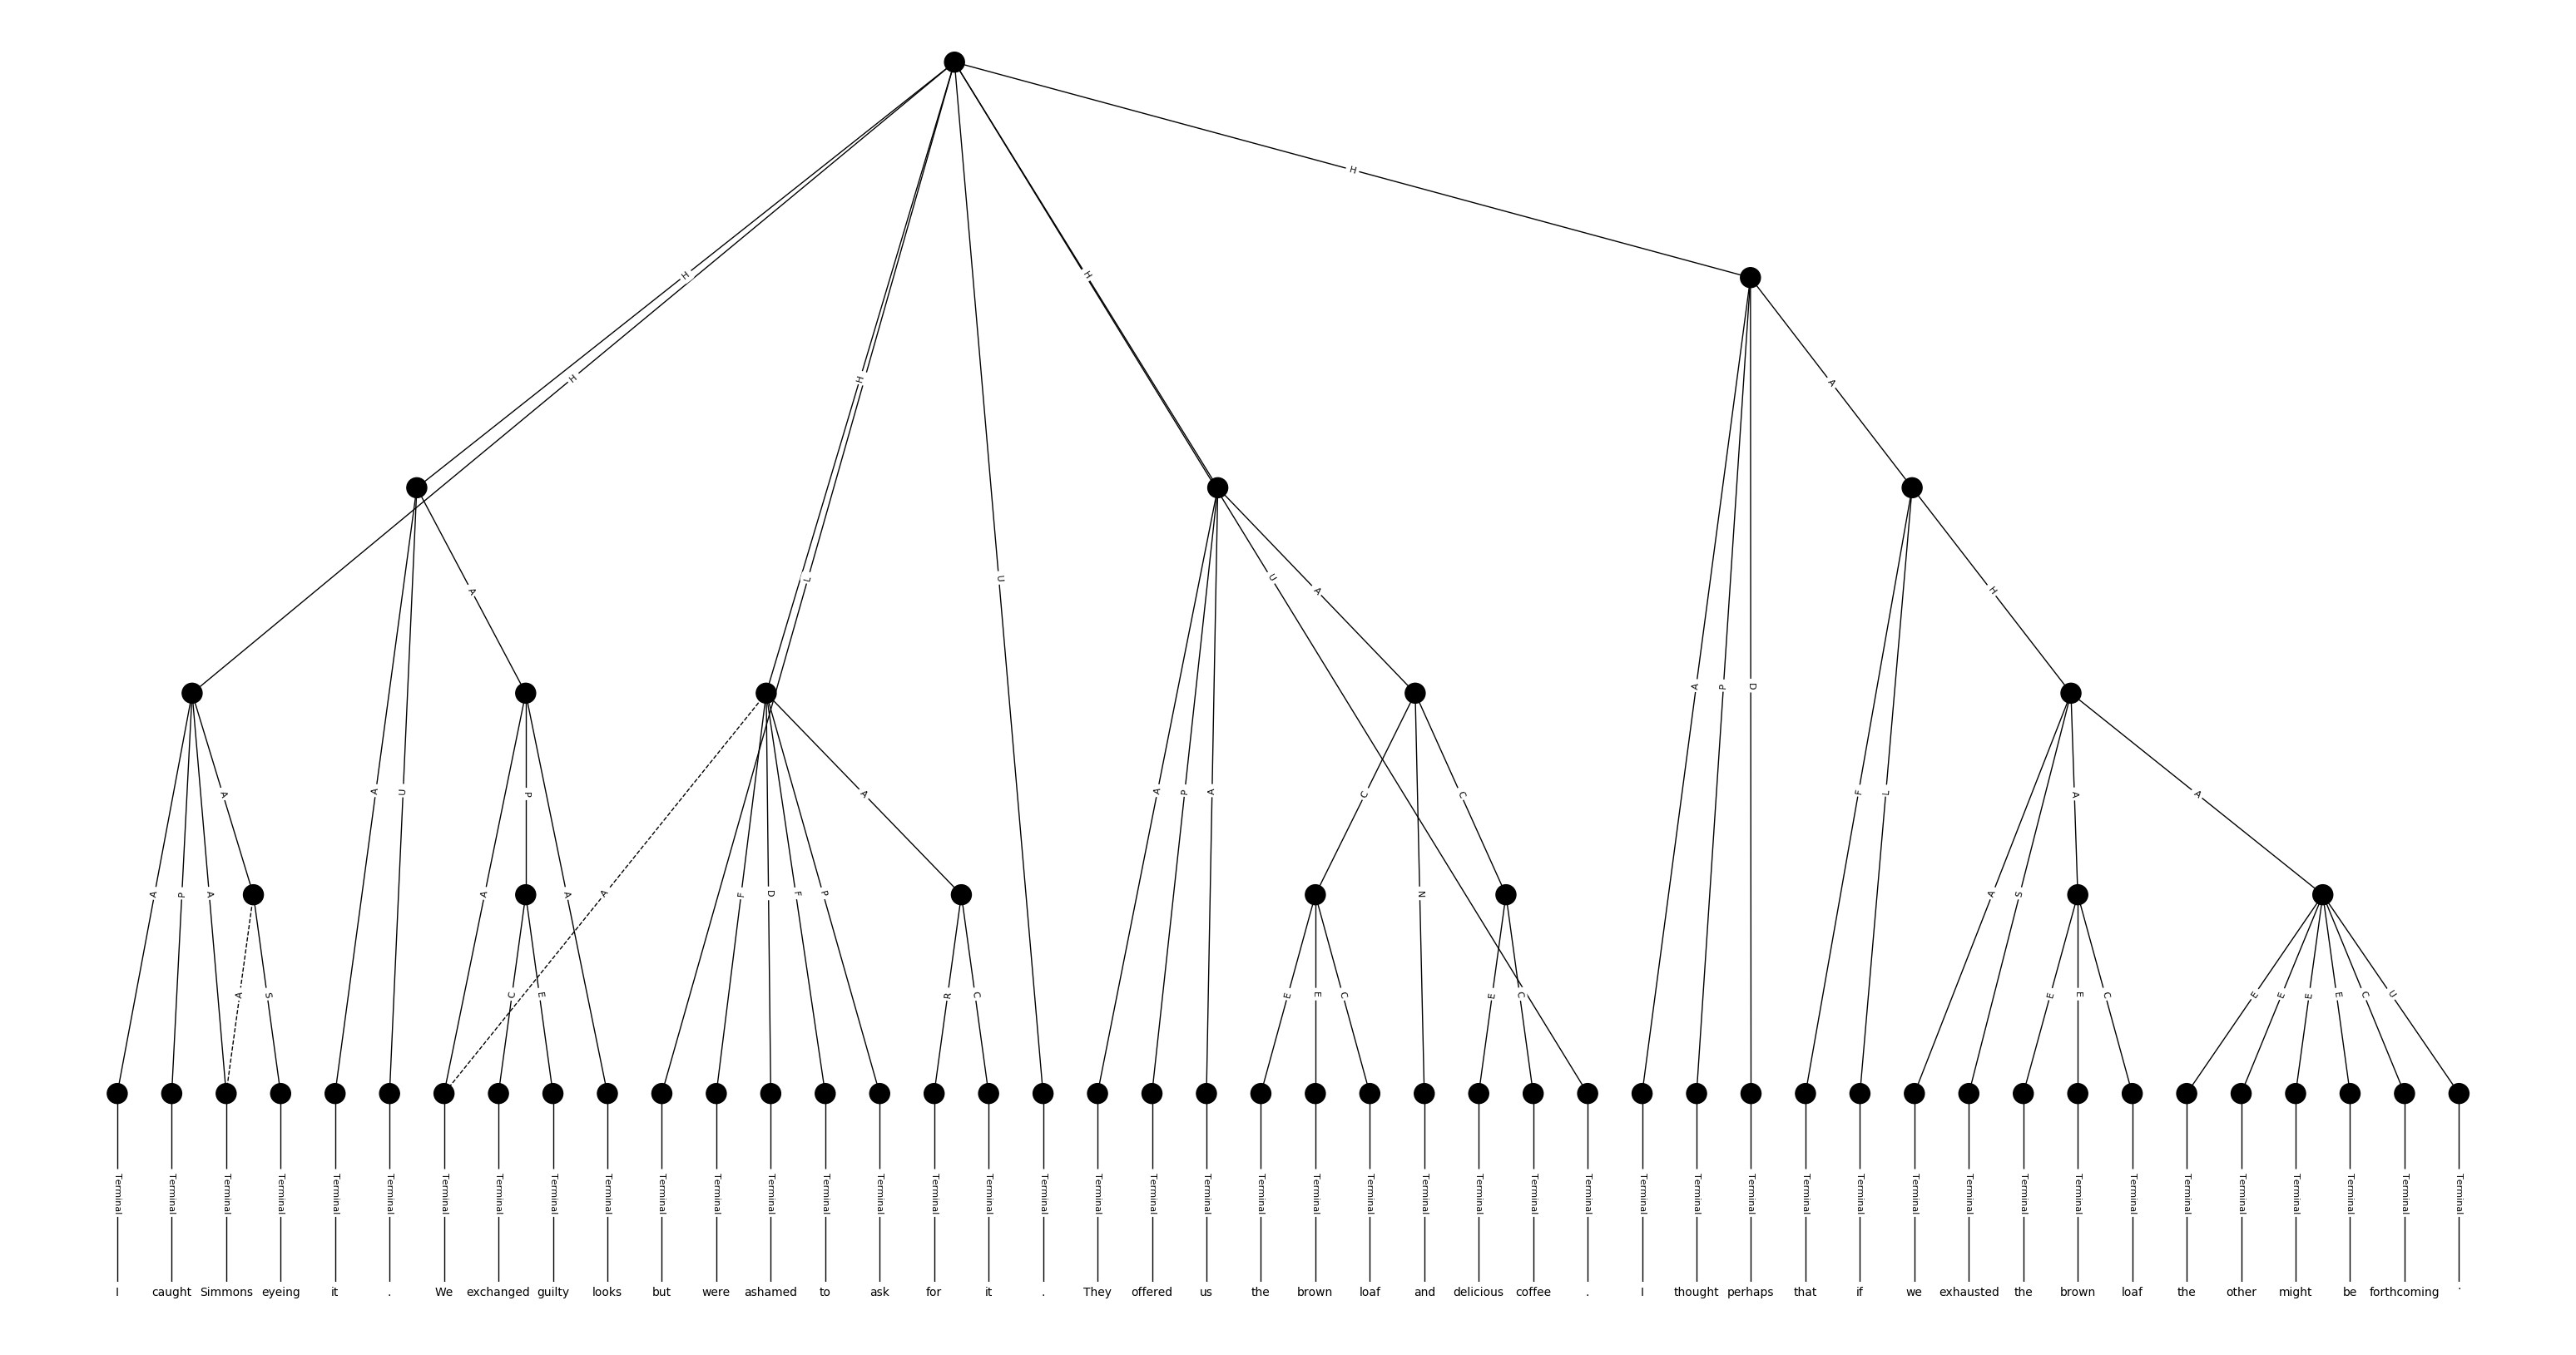 H
H
H
H
H
A
L
U
U
A
A
A
P
D
H
A
U
A
P
A
A
A
P
A
A
F
D
F
P
A
A
P
A
C
N
C
F
L
A
S
A
A
A
S
C
E
R
C
E
E
C
E
C
E
E
C
E
E
E
E
C
U
Terminal Terminal Terminal Terminal Terminal Terminal Terminal Terminal Terminal Terminal Terminal Terminal Terminal Terminal Terminal Terminal Terminal Terminal Terminal Terminal Terminal Terminal Terminal Terminal Terminal Terminal Terminal Terminal Terminal Terminal Terminal Terminal Terminal Terminal Terminal Terminal Terminal Terminal Terminal Terminal Terminal Terminal Terminal Terminal
I caught Simmons eyeing it . We exchanged guilty looks but were ashamed to ask for it . They offered us the brown loaf and delicious coffee . I thought perhaps that if we exhausted the brown loaf the other might be forthcoming .